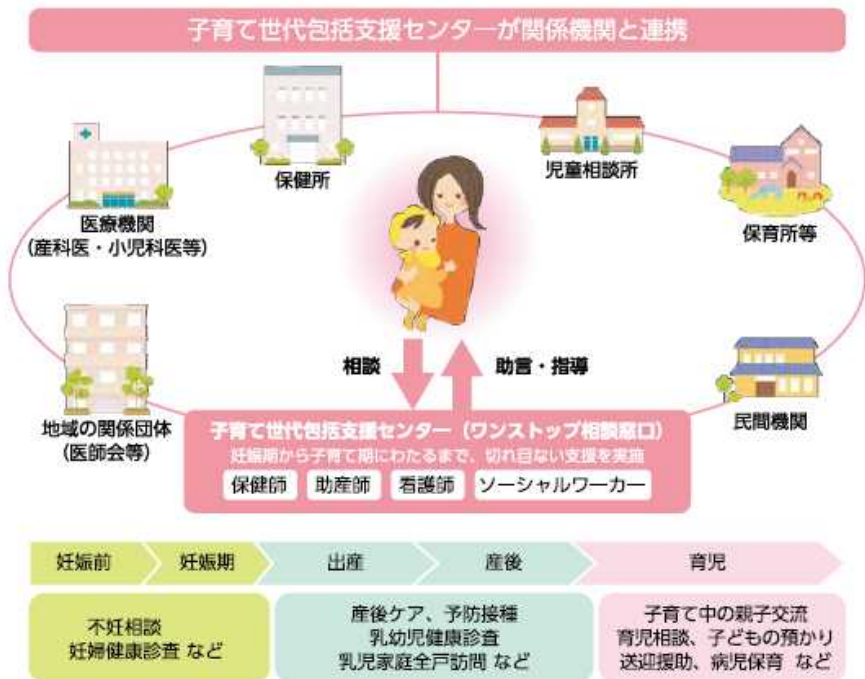 子育て世代包括支援センターが関係機関と連携
保健所
児童相談所
医療機関
(産科医・小児科医等)
保育所等
相談
助言・指導
地域の関係団体
(医師会等)
民間機関
子育て世代包括支援センター（ワンストップ相談窓口）
妊娠期から子育て期にわたるまで、切れ目ない支援を実施
保健師 助産師 看護師 ソーシャルワーカー
妊娠前 妊娠期 出産 産後 育児
不妊相談
妊婦健康診査 など
産後ケア、予防接種
乳幼児健康診査
乳児家庭全戸訪問 など
子育て中の親子交流
育児相談、子どもの預かり
送迎援助、病児保育 など